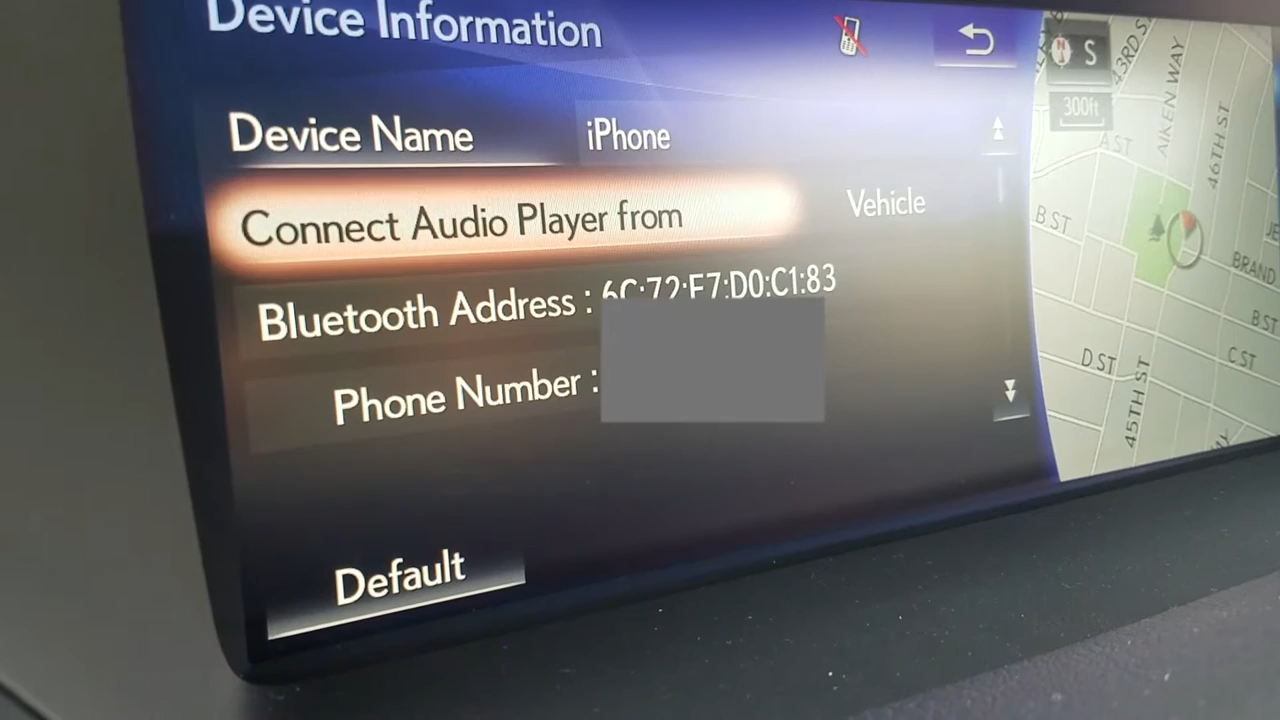 Device Information
Device Name iPhone
Connect Audio Player from Vehicle
Bluetooth Address : 6C:72:E7:D0:C1:83
Phone Number :
Default
S
300ft
43RD S
AIKEN WAY
46TH ST
A ST
B ST
BRAND
B ST
D ST
C ST
45TH ST